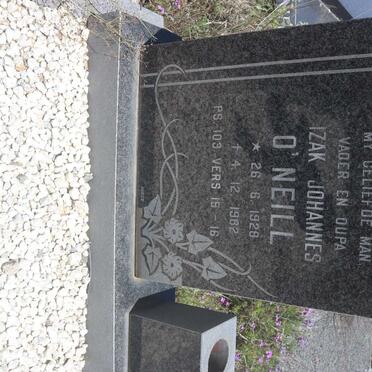 MY GELIEFDE MAN
VADER EN OUPA
IZAK JOHANNES
O'NEILL
* 26. 6. 1928
† 4. 12. 1982
PS 103 VERS 15 - 16